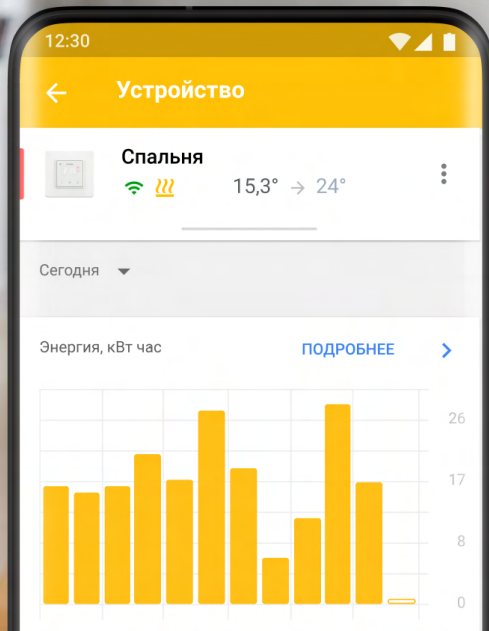 12:30
Устройство
Спальня
15,3° → 24°
Сегодня
Энергия, кВт час
ПОДРОБНЕЕ
26
17
8
0